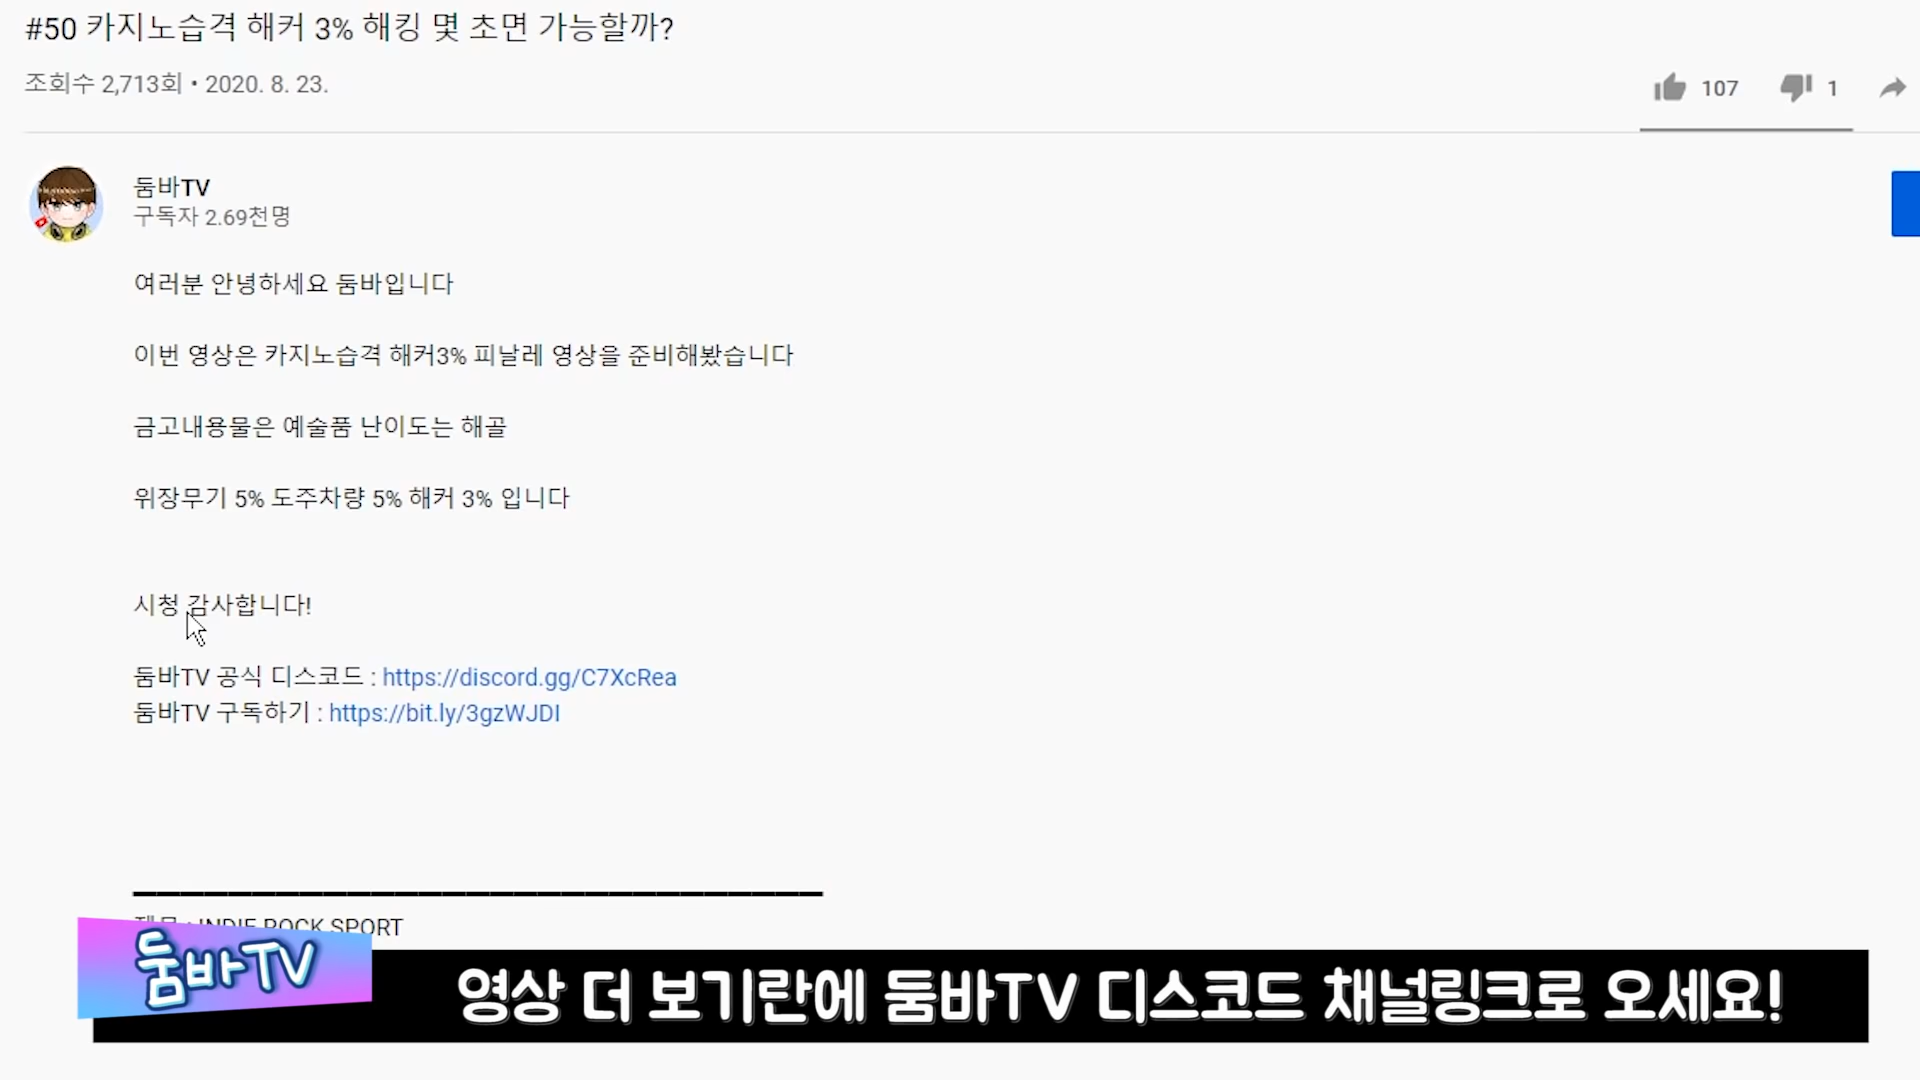 #50 카지노습격 해커 3% 해킹 몇 초면 가능할까?
조회수 2,713회 • 2020. 8. 23.
107
1
둠바TV
구독자 2.69천명
여러분 안녕하세요 둠바입니다
이번 영상은 카지노습격 해커3% 피날레 영상을 준비해봤습니다
금고내용물은 예술품 난이도는 해골
위장무기 5% 도주차량 5% 해커 3% 입니다
시청 감사합니다!
둠바TV 공식 디스코드 : https://discord.gg/C7XcRea
둠바TV 구독하기 : https://bit.ly/3gzWJDI
INDIE ROCK SPORT
둠바TV
영상 더 보기란에 둠바TV 디스코드 채널링크로 오세요!